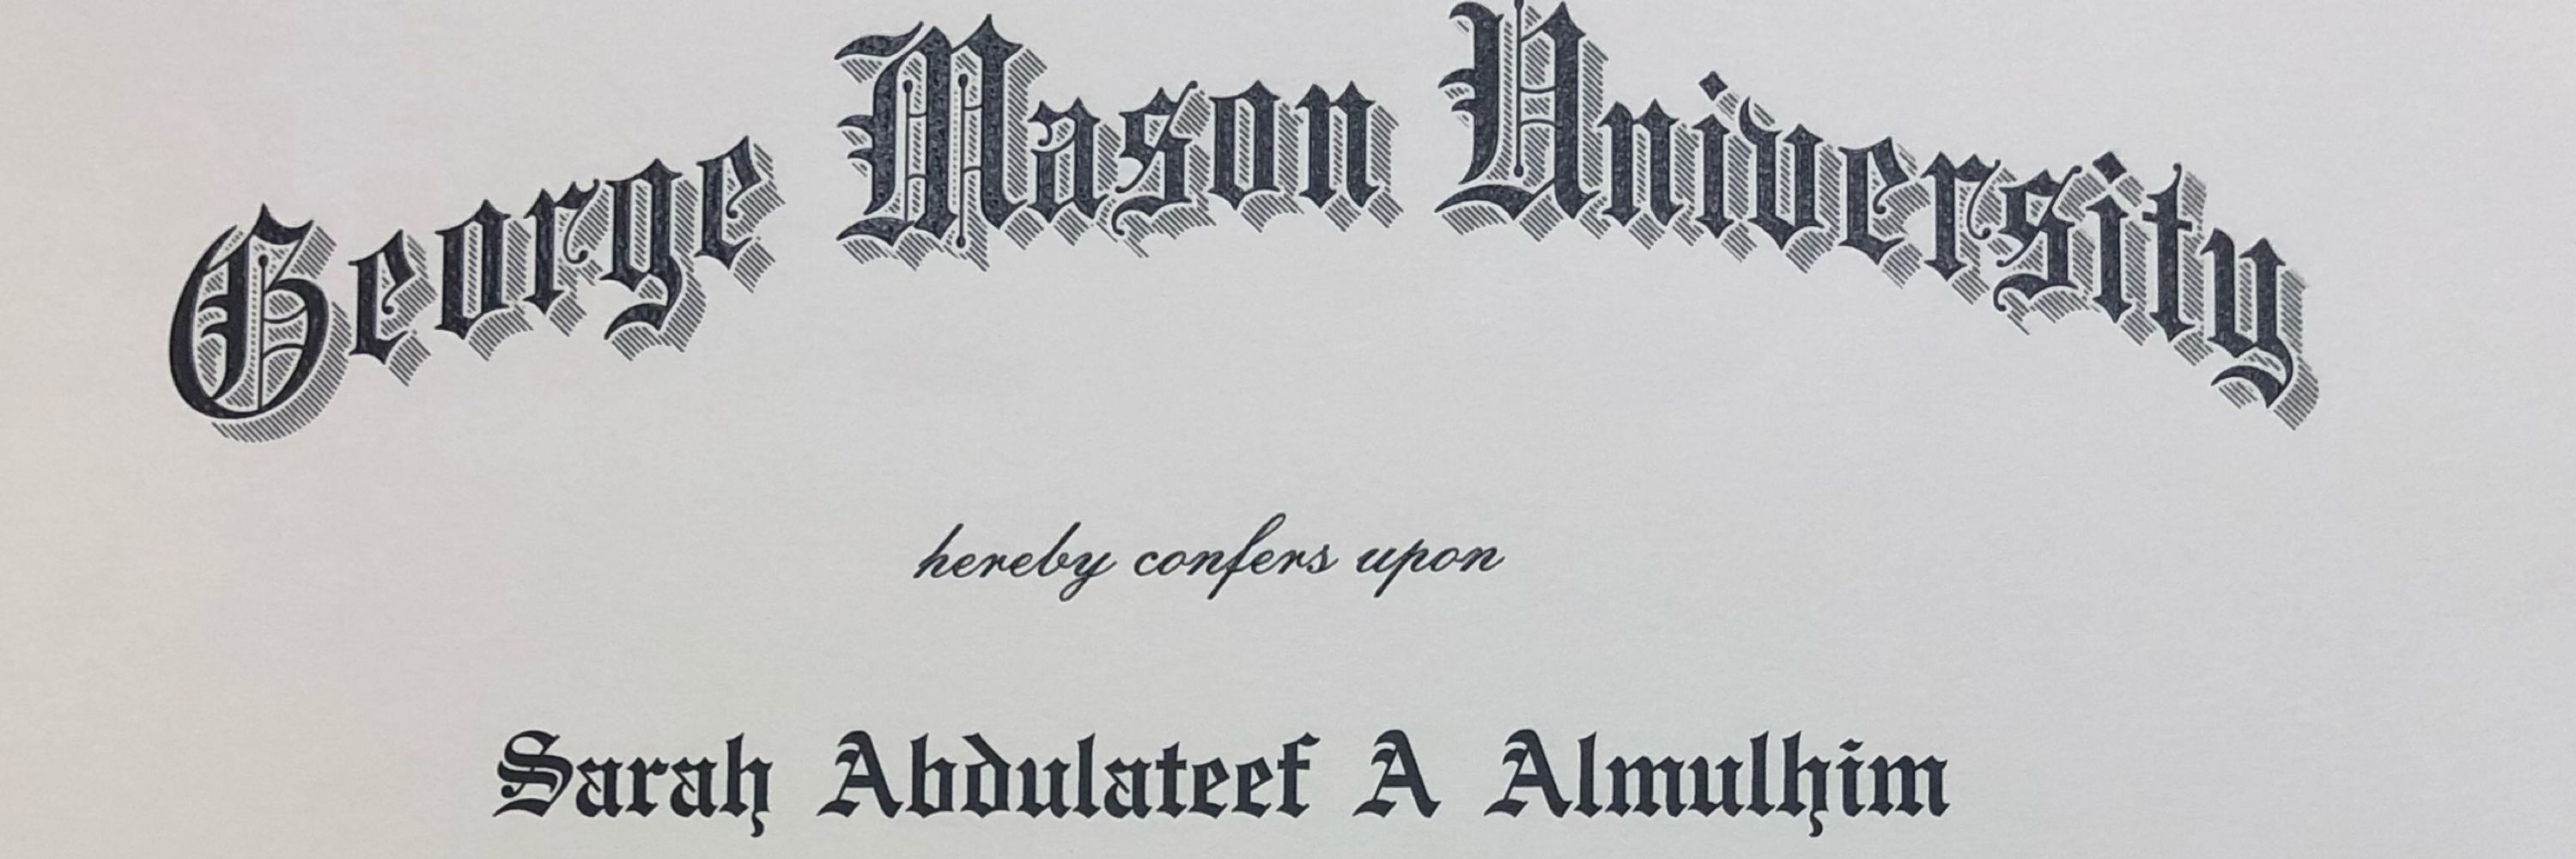 George Mason University
hereby confers upon
Sarah Abdulateef A Almulhim